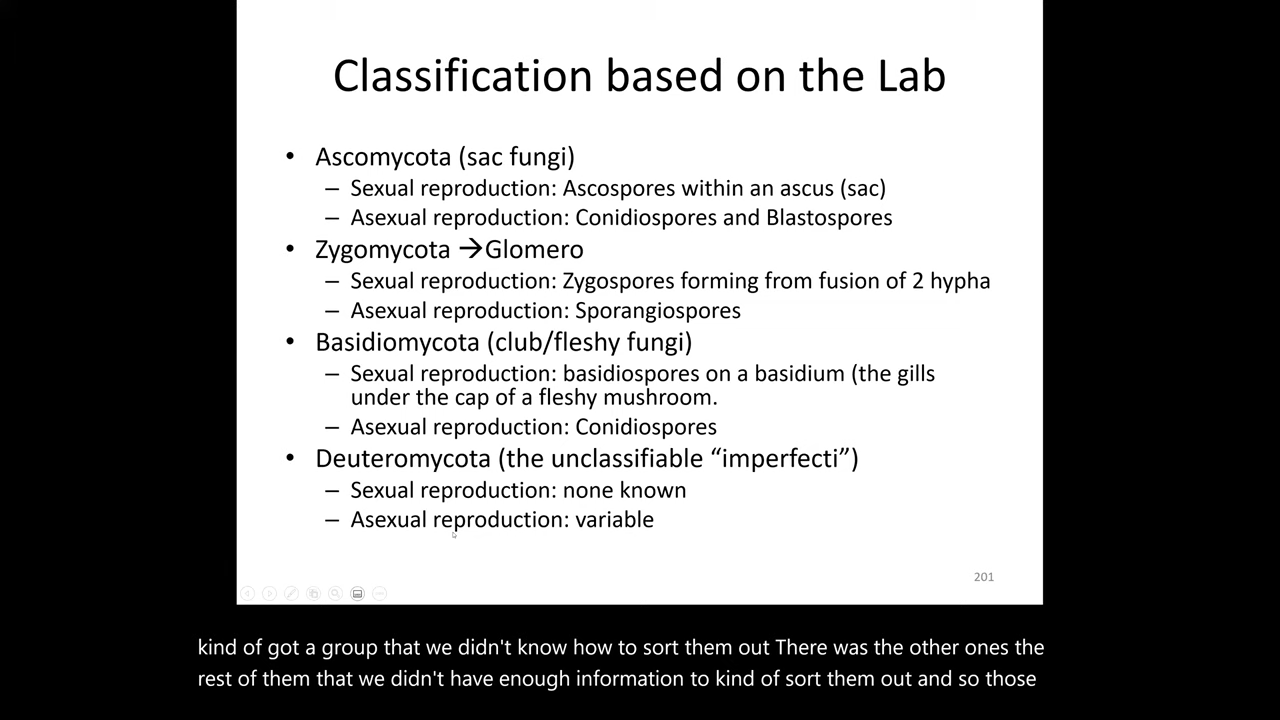 Classification based on the Lab
• Ascomycota (sac fungi)
– Sexual reproduction: Ascospores within an ascus (sac)
– Asexual reproduction: Conidiospores and Blastospores
• Zygomycota →Glomero
– Sexual reproduction: Zygospores forming from fusion of 2 hypha
– Asexual reproduction: Sporangiospores
• Basidiomycota (club/fleshy fungi)
– Sexual reproduction: basidiospores on a basidium (the gills
under the cap of a fleshy mushroom.
– Asexual reproduction: Conidiospores
• Deuteromycota (the unclassifiable “imperfecti”)
– Sexual reproduction: none known
– Asexual reproduction: variable
201
kind of got a group that we didn't know how to sort them out There was the other ones the
rest of them that we didn't have enough information to kind of sort them out and so those